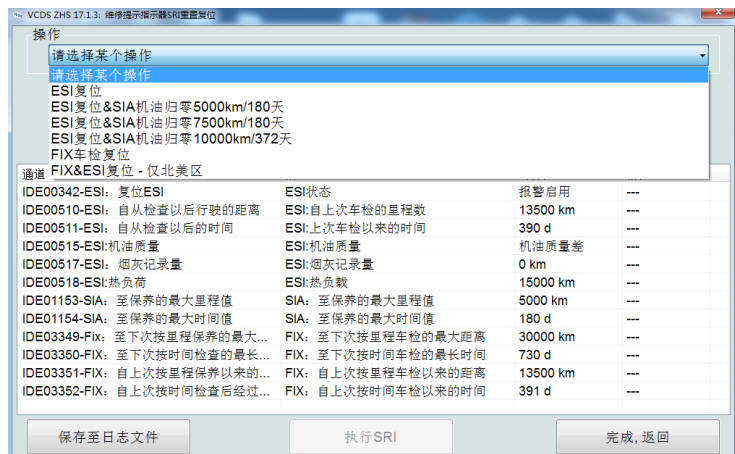 VCDS ZHS 17.1.3: 维修提示指示器SRI重置复位
操作
请选择某个操作
请选择某个操作
ESI复位
ESI复位&SIA机油归零5000km/180天
ESI复位&SIA机油归零7500km/180天
ESI复位&SIA机油归零10000km/372天
FIX车检复位
FIX&ESI复位 - 仅北美区
通道
IDE00342-ESI：复位ESI ESI状态 报警启用 ---
IDE00510-ESI：自从检查以后行驶的距离 ESI:自上次车检的里程数 13500 km ---
IDE00511-ESI：自从检查以后的时间 ESI:上次车检以来的时间 390 d ---
IDE00515-ESI:机油质量 ESI:机油质量 机油质量差 ---
IDE00517-ESI：烟灰记录量 ESI:烟灰记录量 0 km ---
IDE00518-ESI:热负荷 ESI:热负载 15000 km ---
IDE01153-SIA：至保养的最大里程值 SIA：至保养的最大里程值 5000 km ---
IDE01154-SIA：至保养的最大时间值 SIA：至保养的最大时间值 180 d ---
IDE03349-Fix：至下次按里程保养的最大... FIX：至下次按里程车检的最大距离 30000 km ---
IDE03350-FIX：至下次按时间检查的最长... FIX：至下次按时间车检的最长时间 730 d ---
IDE03351-FIX：自上次按里程保养以来的... FIX：自上次按里程车检以来的距离 13500 km ---
IDE03352-FIX：自上次按时间检查后经过... FIX：自上次按时间车检以来的时间 391 d ---
保存至日志文件 执行SRI 完成, 返回